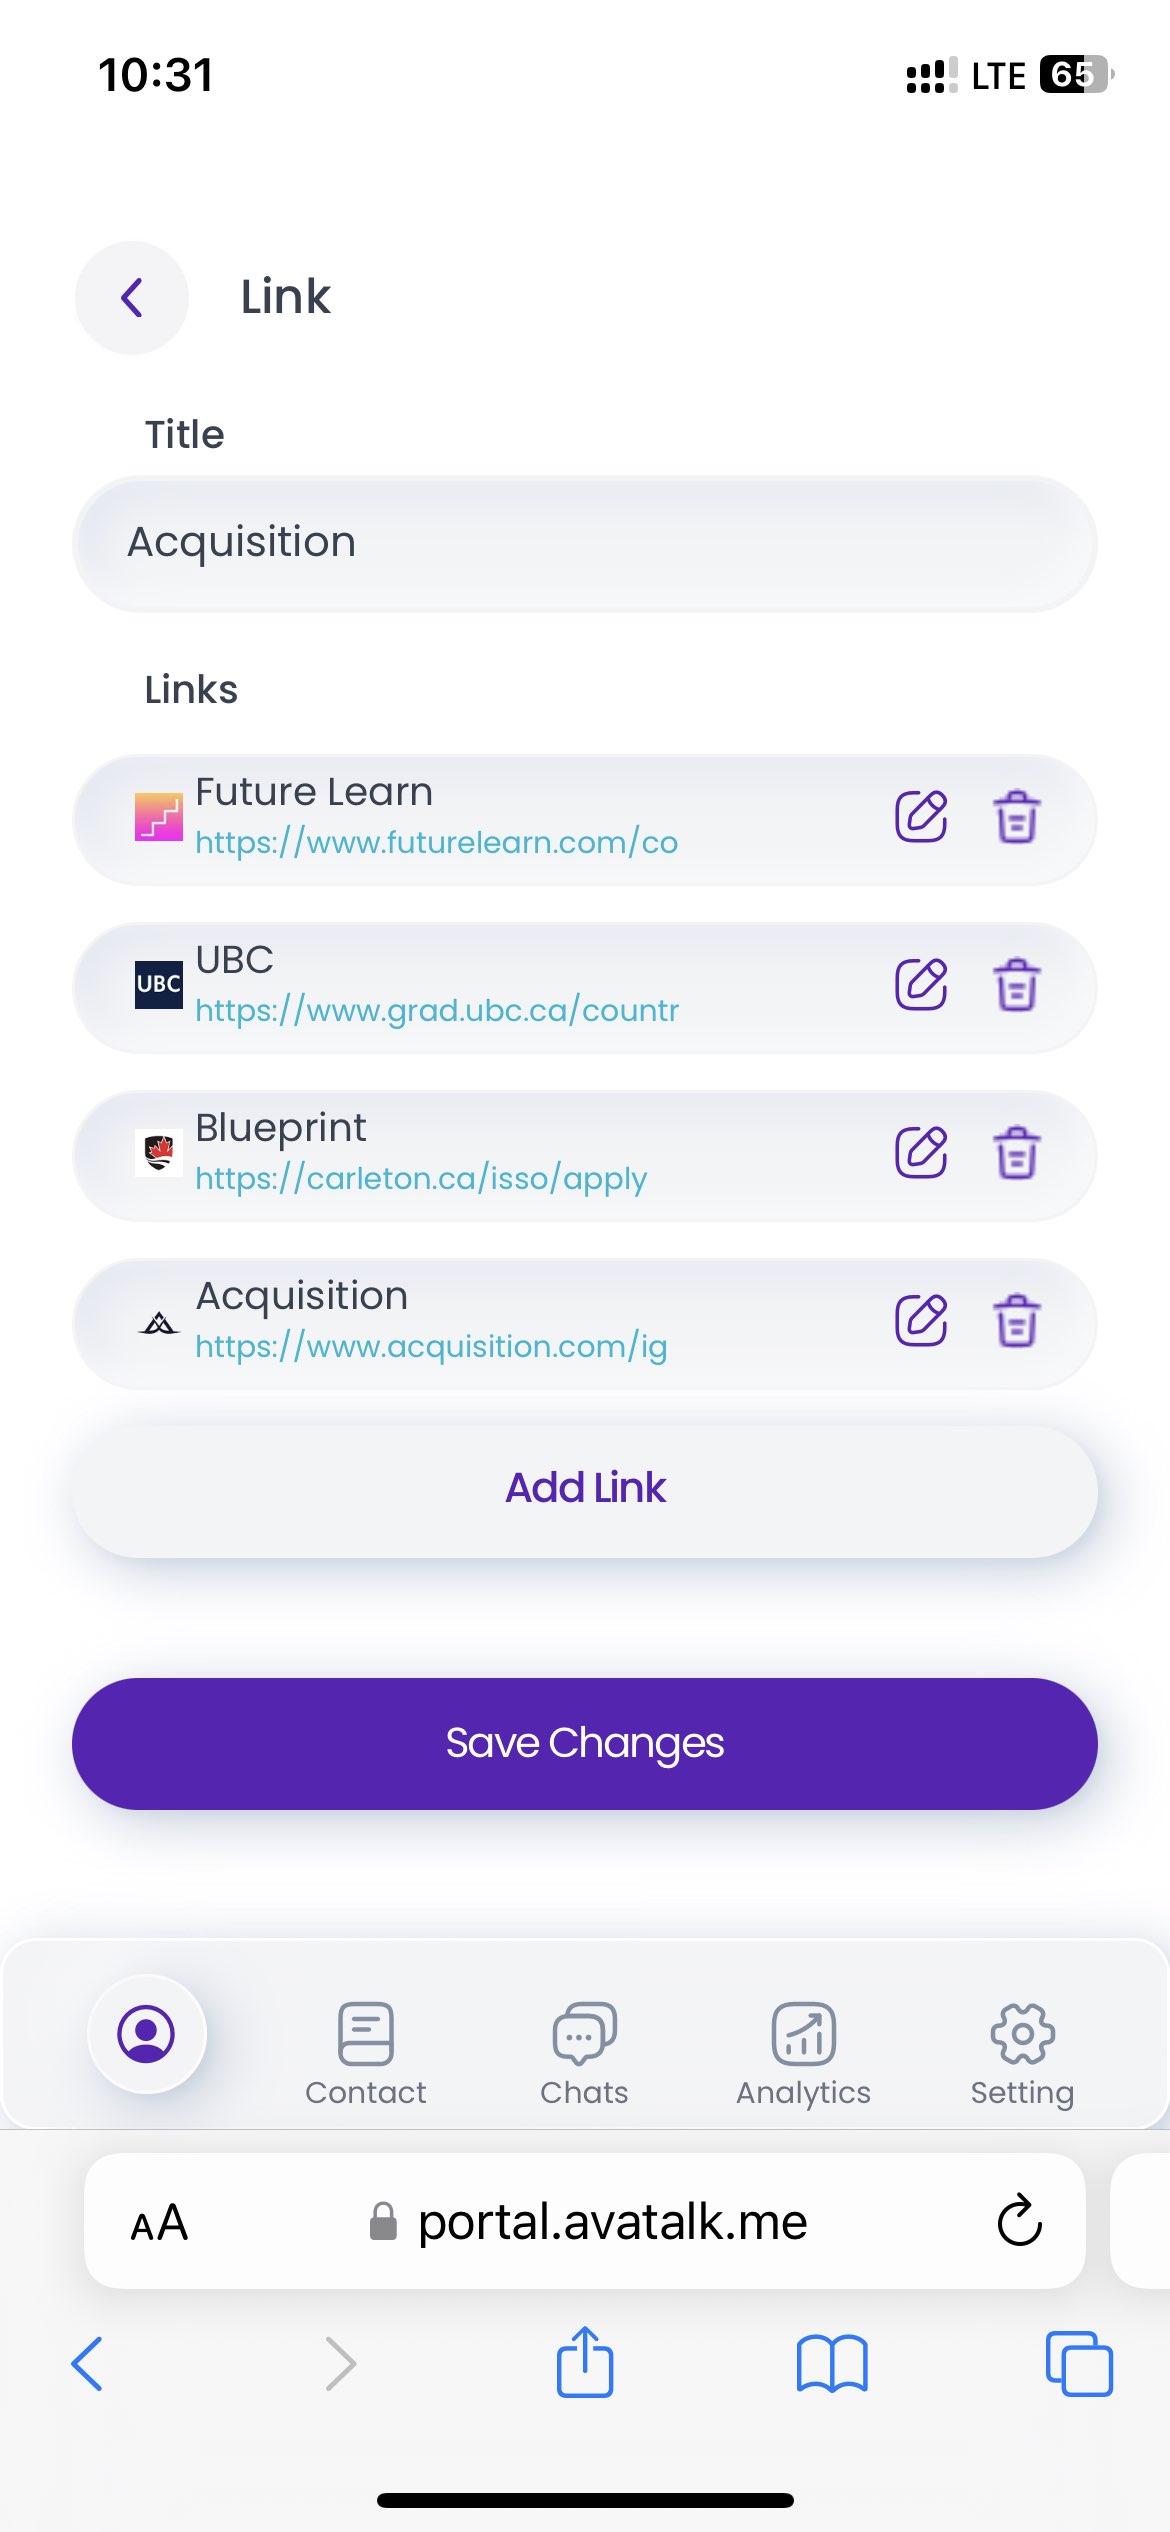 10:31
LTE 65
Link
Title
Acquisition
Links
Future Learn
https://www.futurelearn.com/co
UBC
UBC
https://www.grad.ubc.ca/countr
Blueprint
https://carleton.ca/isso/apply
Acquisition
https://www.acquisition.com/ig
Add Link
Save Changes
Contact Chats Analytics Setting
AA portal.avatalk.me